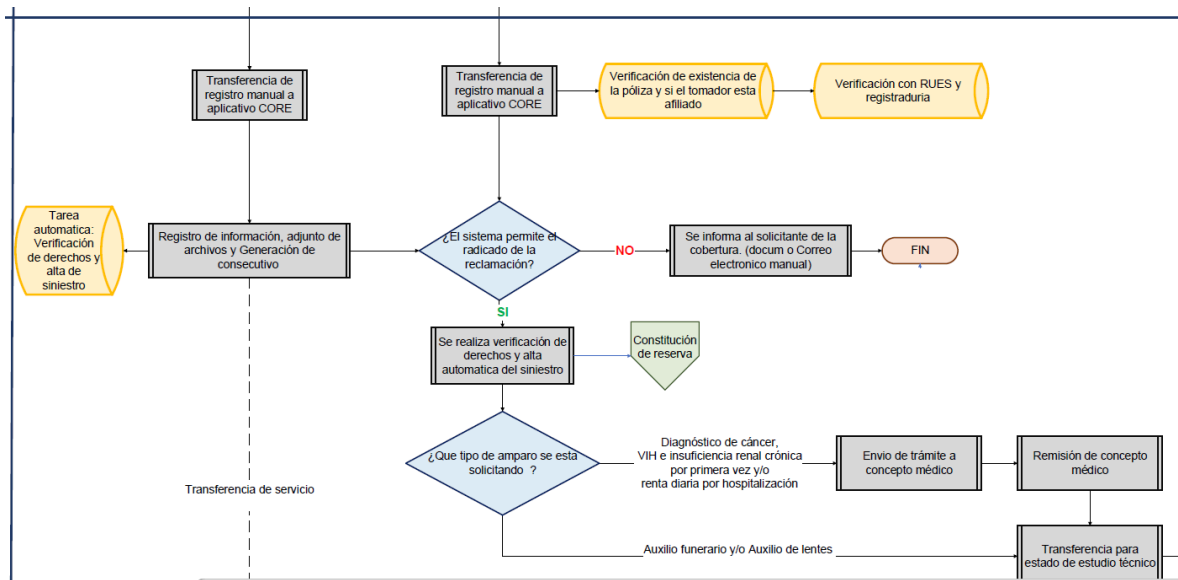 Transferencia de
registro manual a
aplicativo CORE
Transferencia de
registro manual a
aplicativo CORE
Verificación de existencia de
la póliza y si el tomador esta
afiliado
Verificación con RUES y
registraduria
Tarea
automatica:
Verificación
de derechos y
alta de
siniestro
Registro de información, adjunto de
archivos y Generación de
consecutivo
¿El sistema permite el
radicado de la
reclamación?
NO
Se informa al solicitante de la
cobertura. (docum o Correo
electronico manual)
FIN
SI
Se realiza verificación de
derechos y alta
automatica del siniestro
Constitución
de reserva
¿Que tipo de amparo se esta
solicitando ?
Diagnóstico de cáncer,
VIH e insuficiencia renal crónica
por primera vez y/o
renta diaria por hospitalización
Envio de trámite a
concepto médico
Remisión de concepto
médico
Transferencia de servicio
Auxilio funerario y/o Auxilio de lentes
Transferencia para
estado de estudio técnico